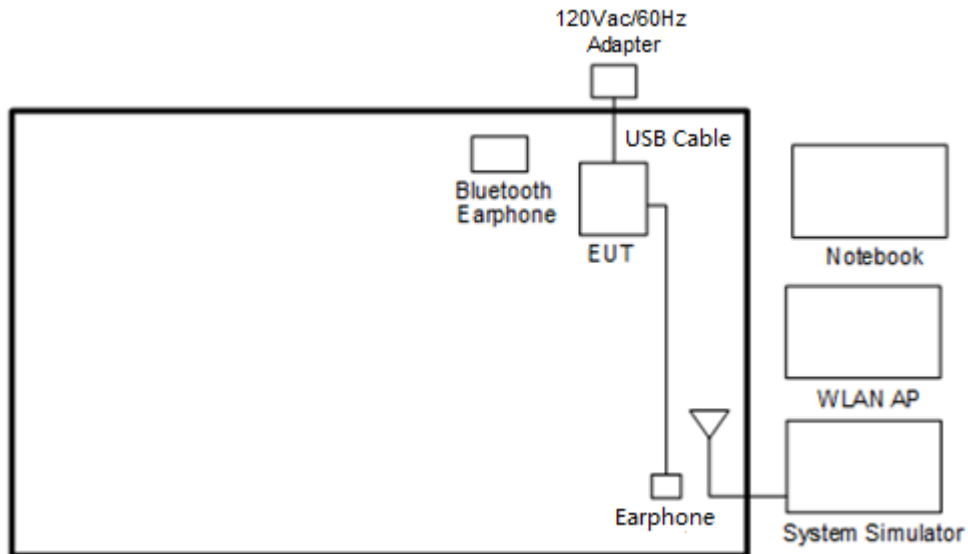 120Vac/60Hz
Adapter
USB Cable
Bluetooth
Earphone
EUT
Notebook
WLAN AP
Earphone
System Simulator